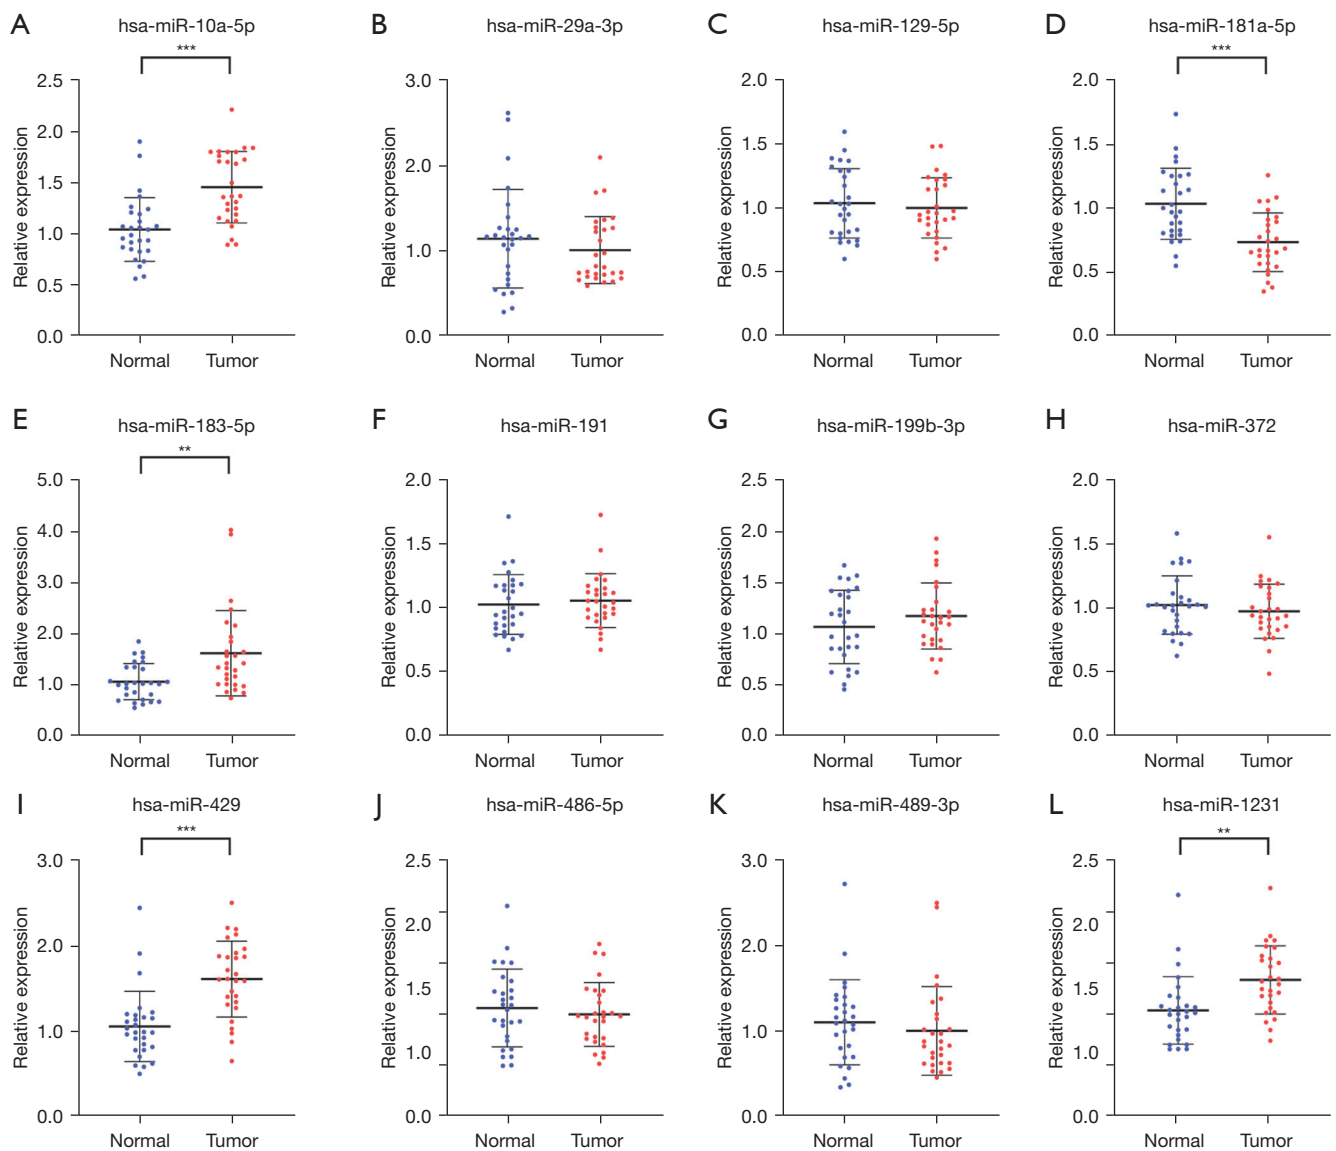 A
hsa-miR-10a-5p
***
Relative expression
2.5
2.0
1.5
1.0
0.5
0.0
Normal Tumor
B
hsa-miR-29a-3p
Relative expression
3.0
2.0
1.0
0.0
Normal Tumor
C
hsa-miR-129-5p
Relative expression
2.0
1.5
1.0
0.5
0.0
Normal Tumor
D
hsa-miR-181a-5p
***
Relative expression
2.0
1.5
1.0
0.5
0.0
Normal Tumor
E
hsa-miR-183-5p
**
Relative expression
5.0
4.0
3.0
2.0
1.0
0.0
Normal Tumor
F
hsa-miR-191
Relative expression
2.0
1.5
1.0
0.5
0.0
Normal Tumor
G
hsa-miR-199b-3p
Relative expression
2.5
2.0
1.5
1.0
0.5
0.0
Normal Tumor
H
hsa-miR-372
Relative expression
2.0
1.5
1.0
0.5
0.0
Normal Tumor
I
hsa-miR-429
***
Relative expression
3.0
2.0
1.0
0.0
Normal Tumor
J
hsa-miR-486-5p
Relative expression
2.5
2.0
1.5
1.0
0.0
Normal Tumor
K
hsa-miR-489-3p
Relative expression
3.0
2.0
1.0
0.0
Normal Tumor
L
hsa-miR-1231
**
Relative expression
2.5
2.0
1.5
1.0
0.0
Normal Tumor